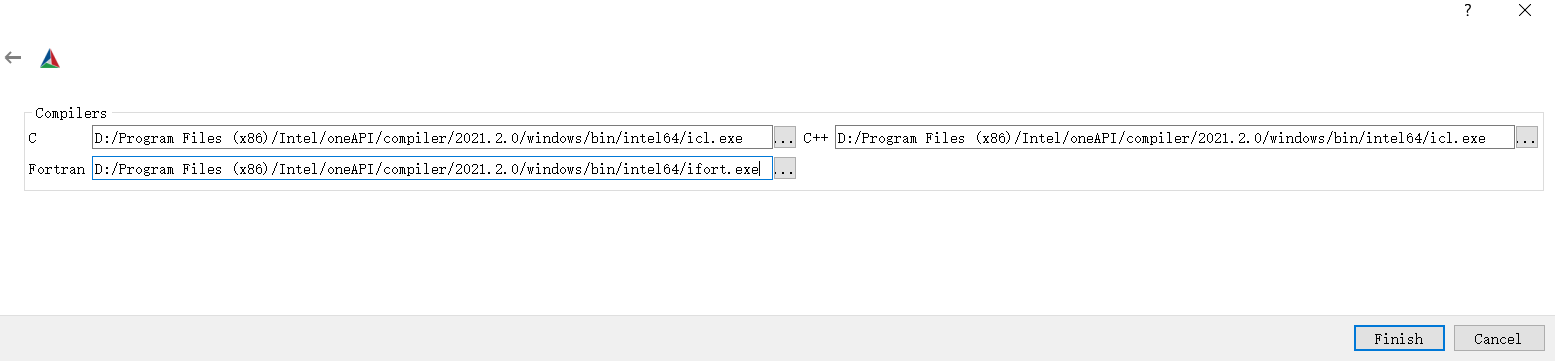 ?
Compilers
C D:/Program Files (x86)/Intel/oneAPI/compiler/2021.2.0/windows/bin/intel64/icl.exe ... C++ D:/Program Files (x86)/Intel/oneAPI/compiler/2021.2.0/windows/bin/intel64/icl.exe ...
Fortran D:/Program Files (x86)/Intel/oneAPI/compiler/2021.2.0/windows/bin/intel64/ifort.exe ...
Finish Cancel